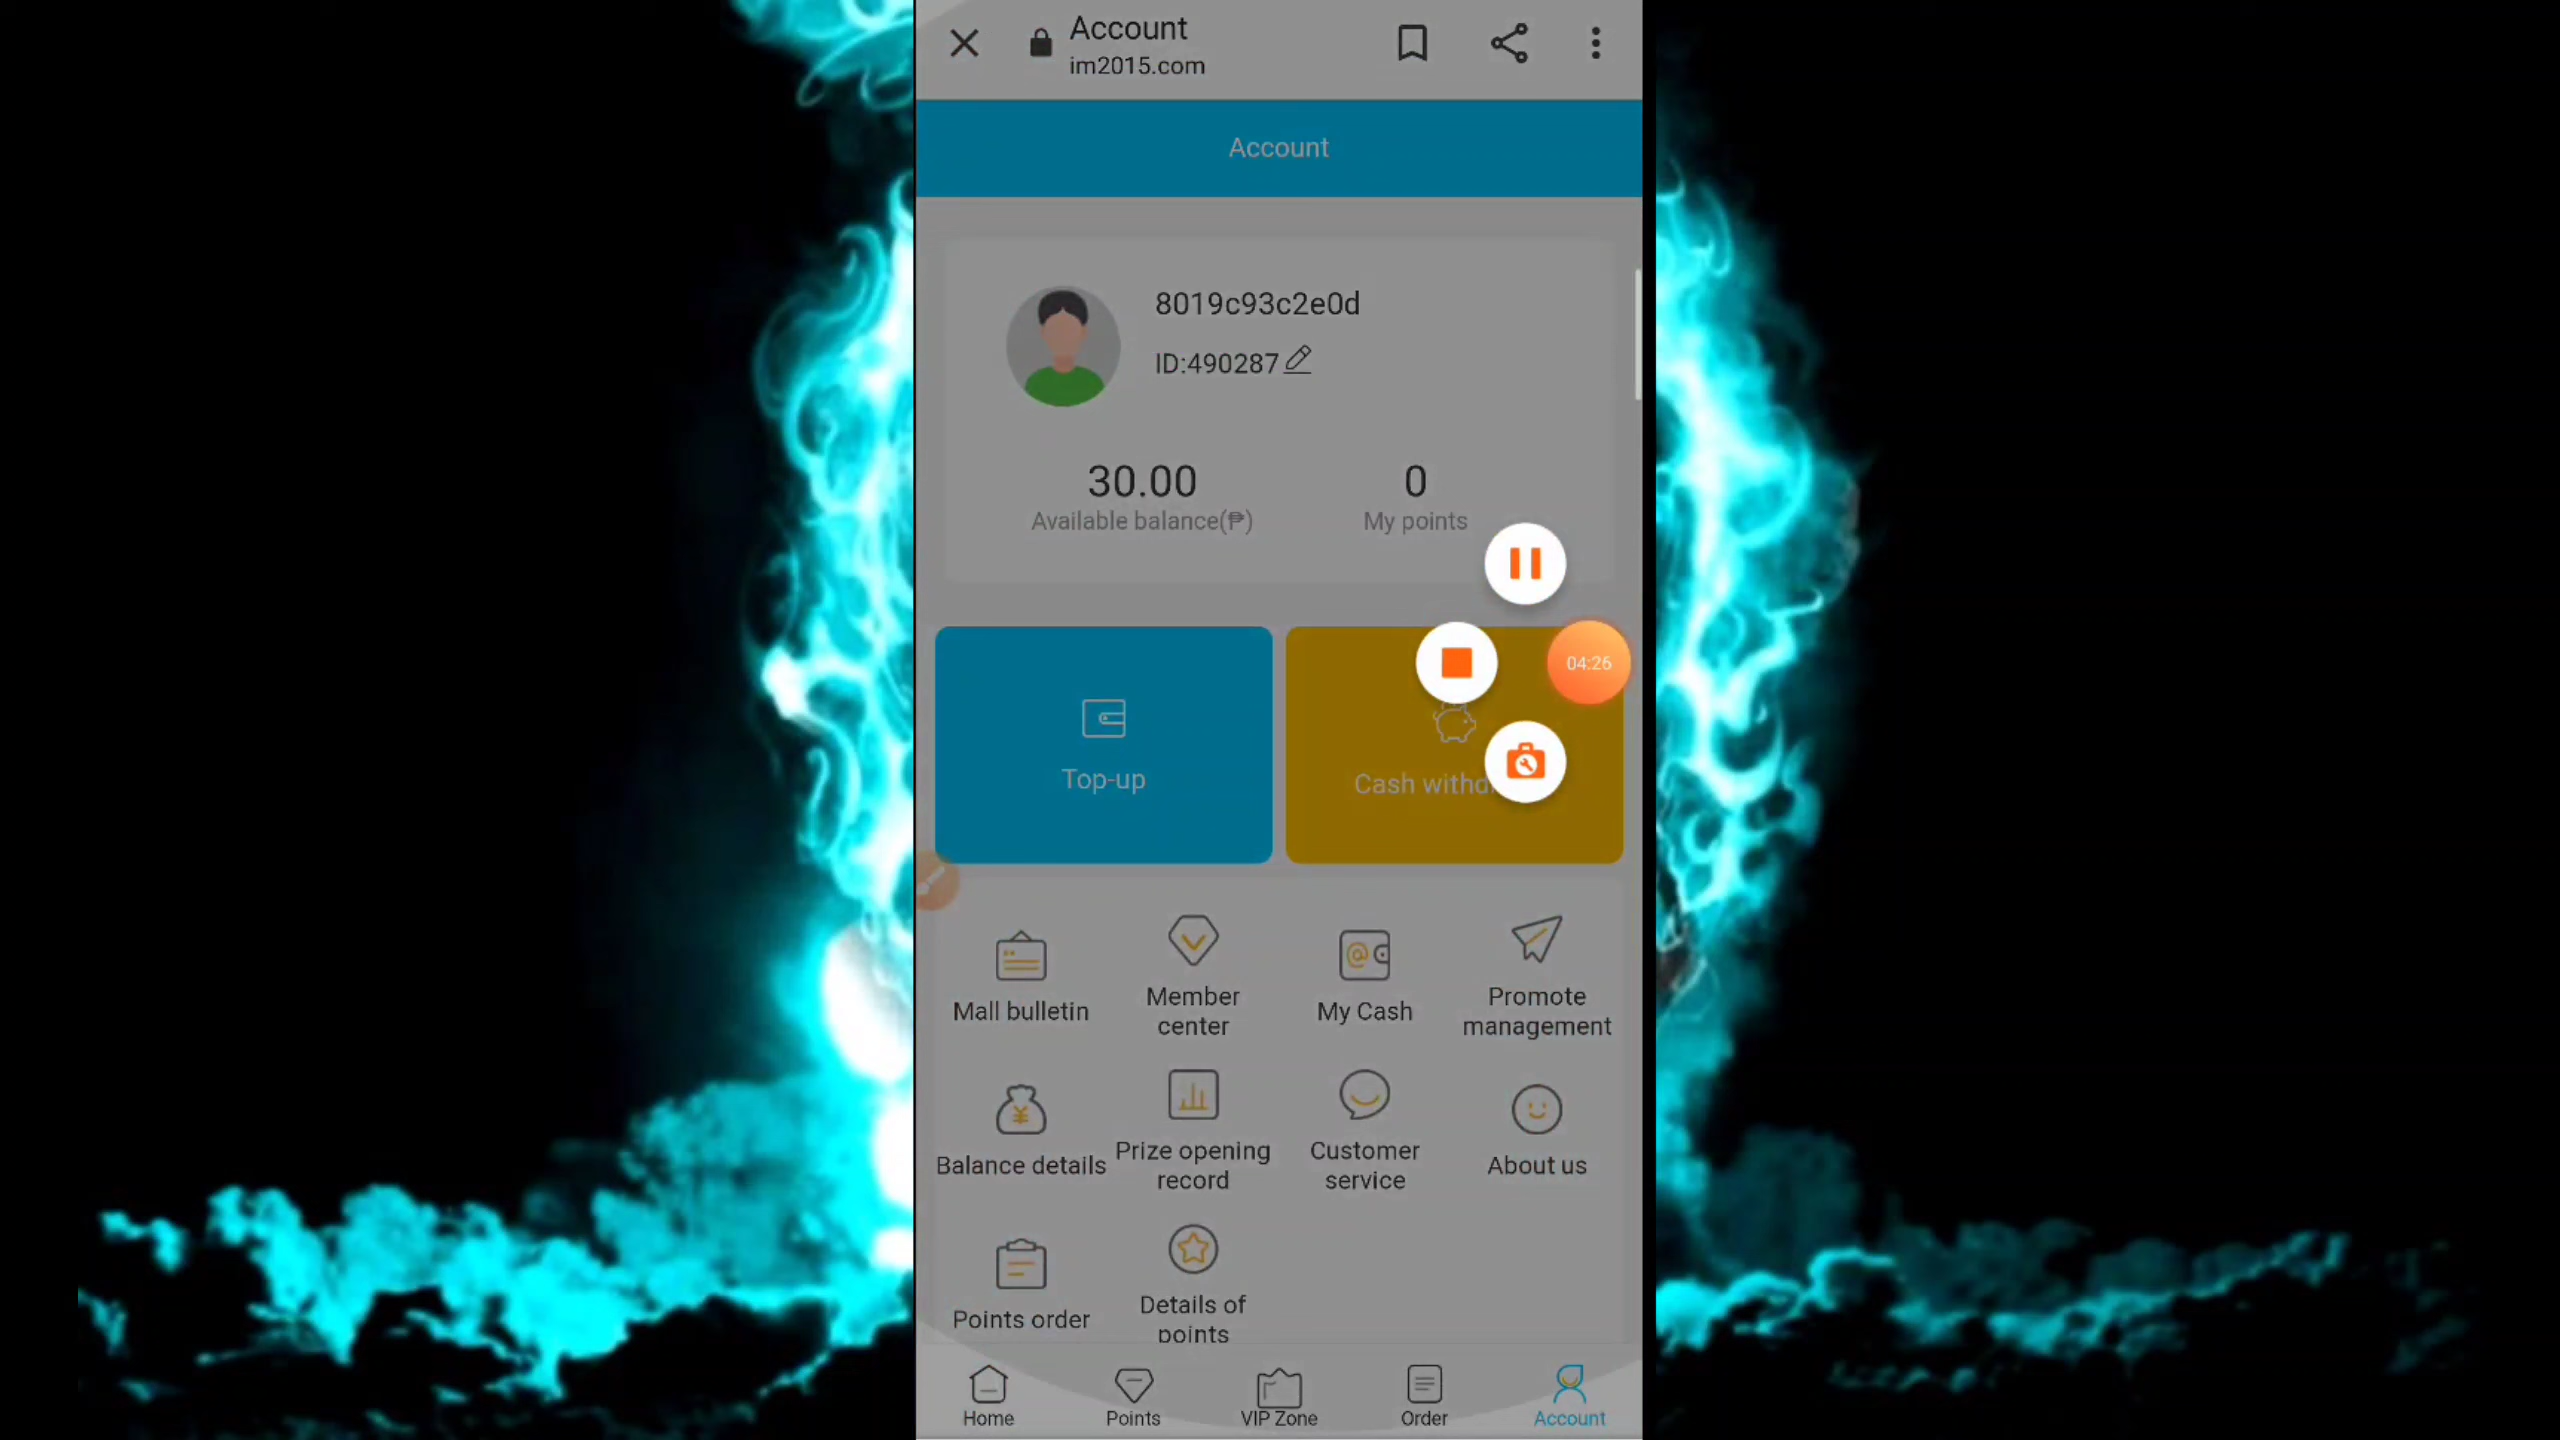 Account
im2015.com
Account
8019c93c2e0d
ID:490287
30.00
0
Available balance(₱)
My points
04:26
Top-up
Cash
Mall bulletin
Member
center
My Cash
Promote
management
Balance details
Prize opening
record
Customer
service
About us
Points order
Details of
points
Home
Points
VIP Zone
Order
Account